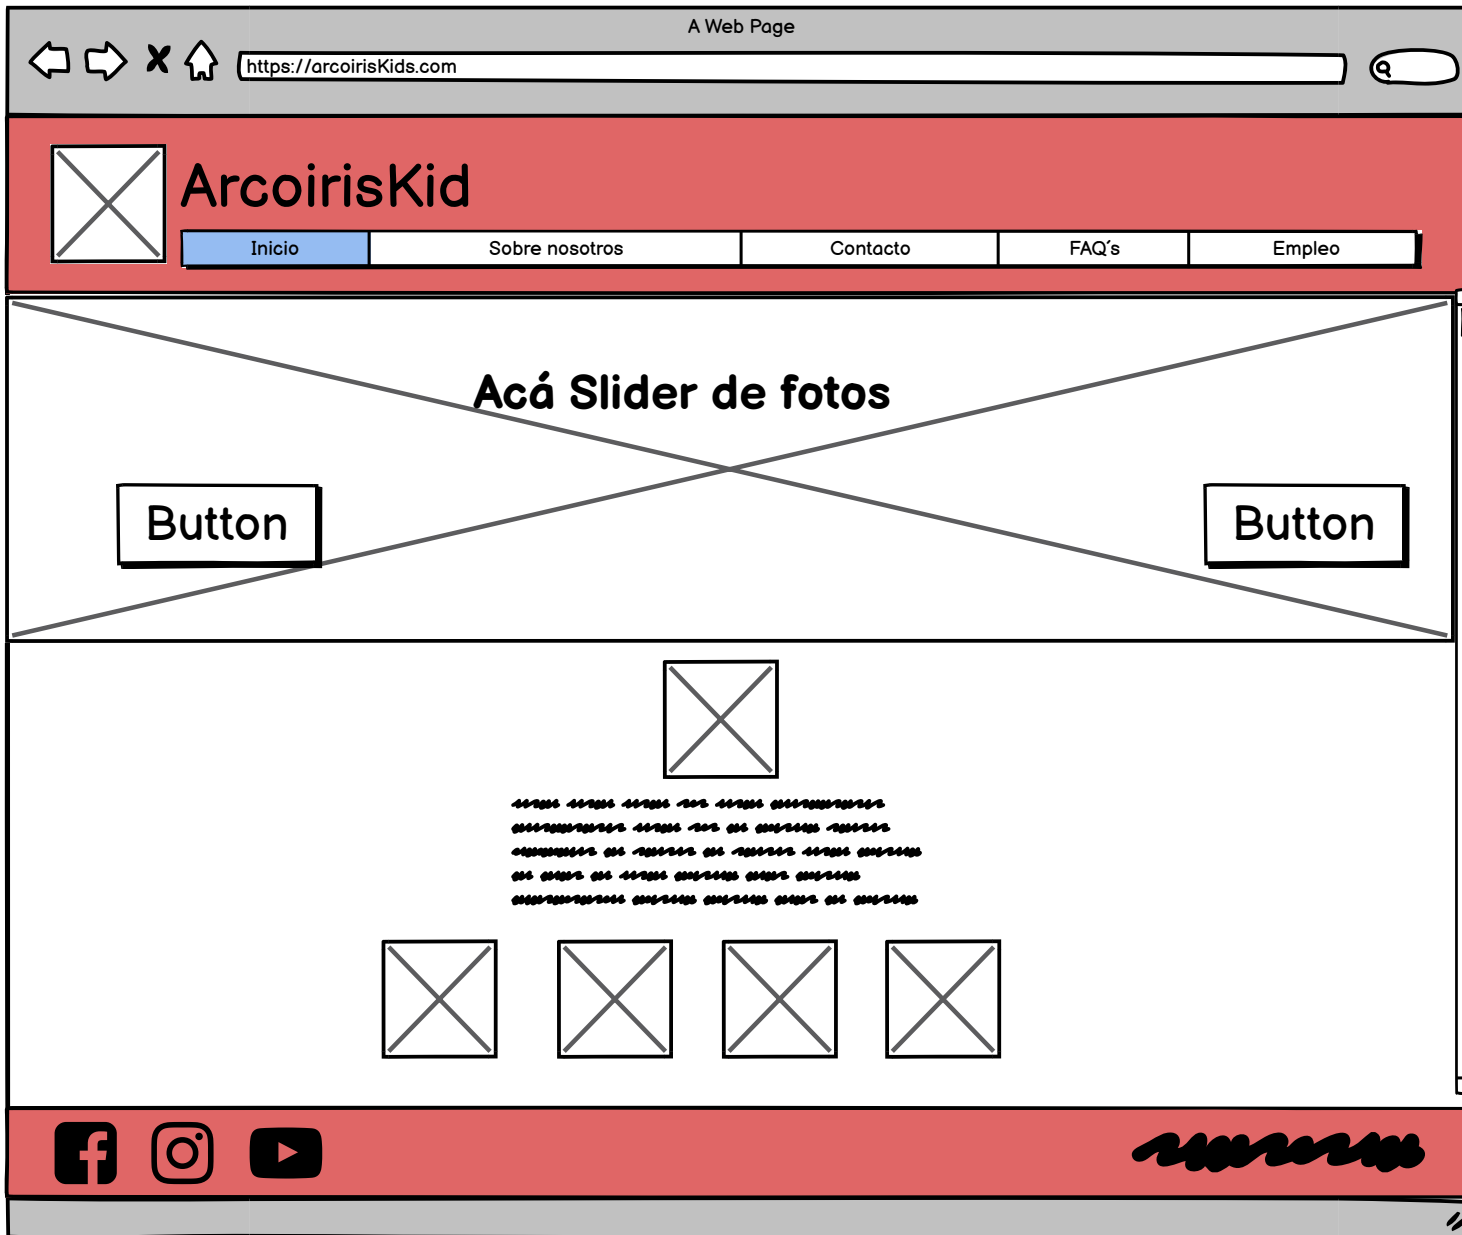 A Web Page
https://arcoirisKids.com
ArcoirisKid
Inicio Sobre nosotros Contacto FAQ´s Empleo
Acá Slider de fotos
Button Button